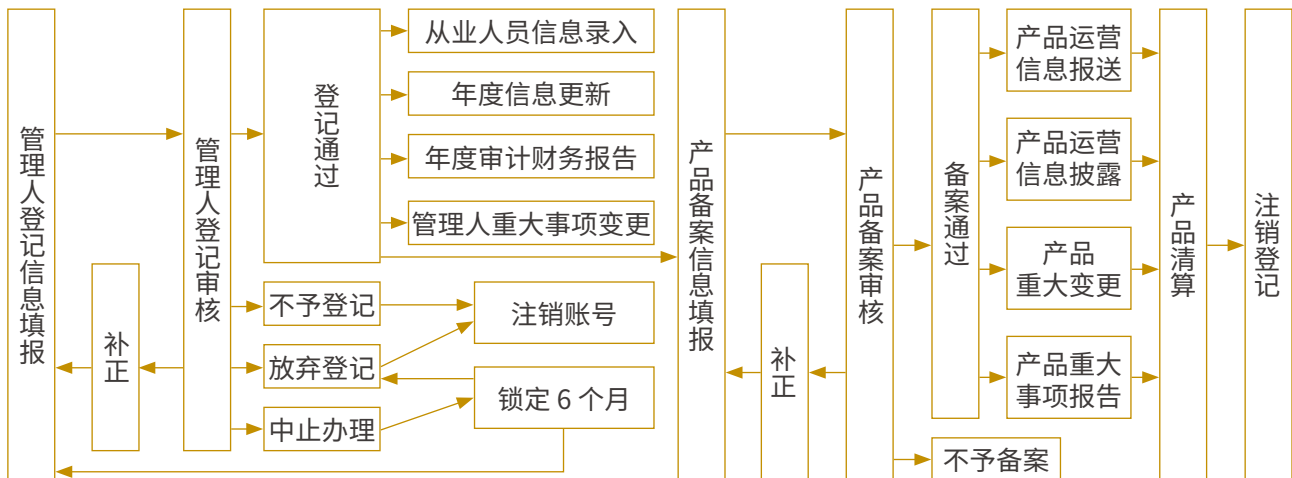 管理人登记信息填报
补正
管理人登记审核
登记通过
从业人员信息录入
年度信息更新
年度审计财务报告
管理人重大事项变更
不予登记
放弃登记
中止办理
注销账号
锁定 6 个月
产品备案信息填报
补正
产品备案审核
备案通过
不予备案
产品运营
信息报送
产品运营
信息披露
产品
重大变更
产品重大
事项报告
产品清算
注销登记